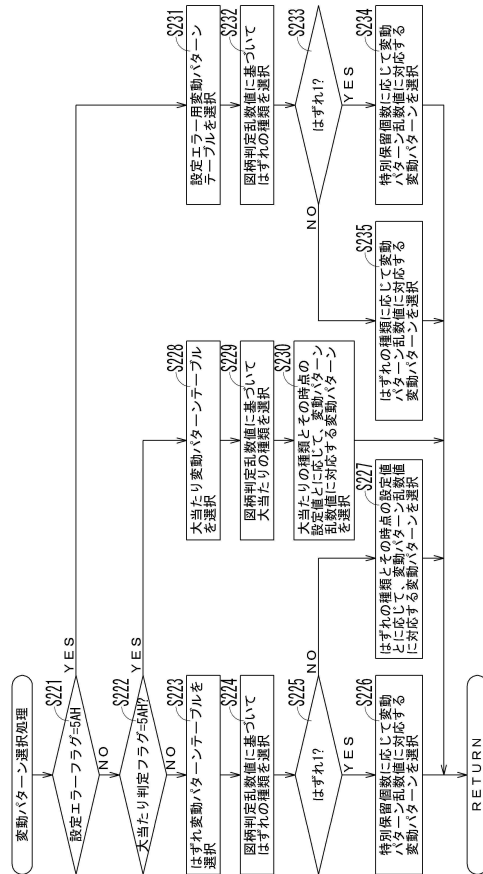 変動パターン選択処理
S221
設定エラーフラグ=5AH
YES
NO
S222
大当たり判定フラグ=5AH?
YES
NO
S223
はずれ変動パターンテーブルを
選択
S224
図柄判定乱数値に基づいて
はずれの種類を選択
S225
はずれ1?
NO
YES
S226
特別保留個数に応じて変動
パターン乱数値に対応する
変動パターンを選択
S227
はずれの種類とその時点の設定値
とに応じて、変動パターン乱数値
に対応する変動パターンを選択
S228
大当たり変動パターンテーブル
を選択
S229
図柄判定乱数値に基づいて
大当たりの種類を選択
S230
大当たりの種類とその時点の
設定値とに応じて、変動パターン
乱数値に対応する変動パターン
を選択
S231
設定エラー用変動パターン
テーブルを選択
S232
図柄判定乱数値に基づいて
はずれの種類を選択
S233
はずれ1?
NO
YES
S234
特別保留個数に応じて変動
パターン乱数値に対応する
変動パターンを選択
S235
はずれの種類に応じて変動
パターン乱数値に対応する
変動パターンを選択
RETURN